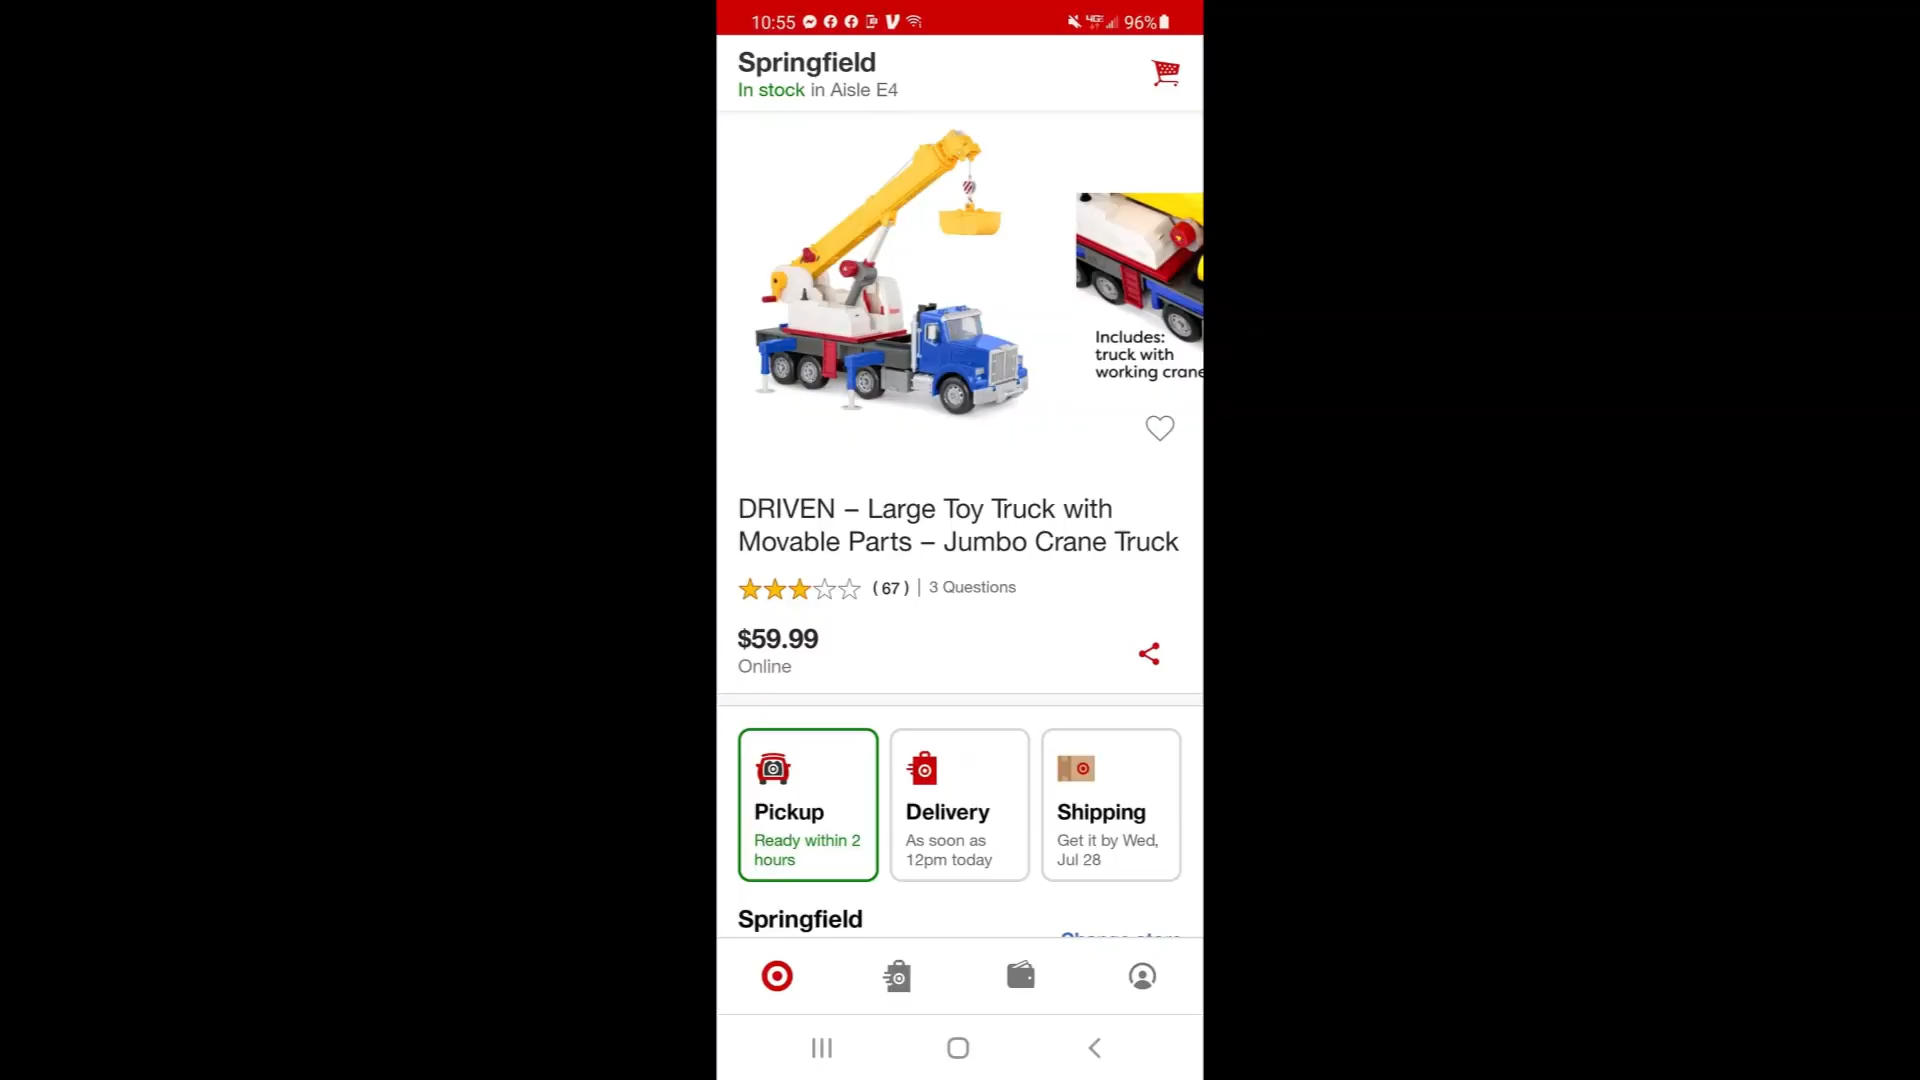 10:55
96%
Springfield
In stock in Aisle E4
Includes:
truck with
working crane
DRIVEN – Large Toy Truck with
Movable Parts – Jumbo Crane Truck
( 67 ) | 3 Questions
$59.99
Online
Pickup
Ready within 2
hours
Delivery
As soon as
12pm today
Shipping
Get it by Wed,
Jul 28
Springfield